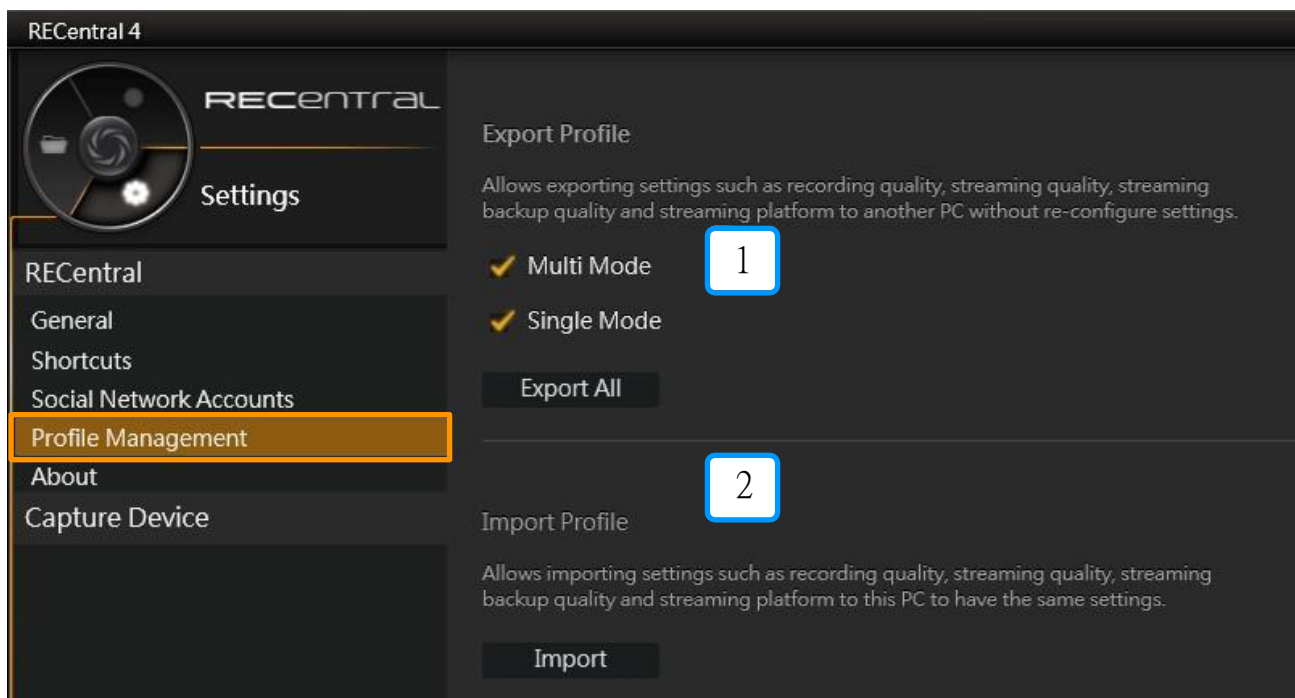 RECentral 4
RECentral
Settings
RECentral
General
Shortcuts
Social Network Accounts
Profile Management
About
Capture Device
Export Profile
Allows exporting settings such as recording quality, streaming quality, streaming
backup quality and streaming platform to another PC without re-configure settings.
Multi Mode
1
Single Mode
Export All
2
Import Profile
Allows importing settings such as recording quality, streaming quality, streaming
backup quality and streaming platform to this PC to have the same settings.
Import